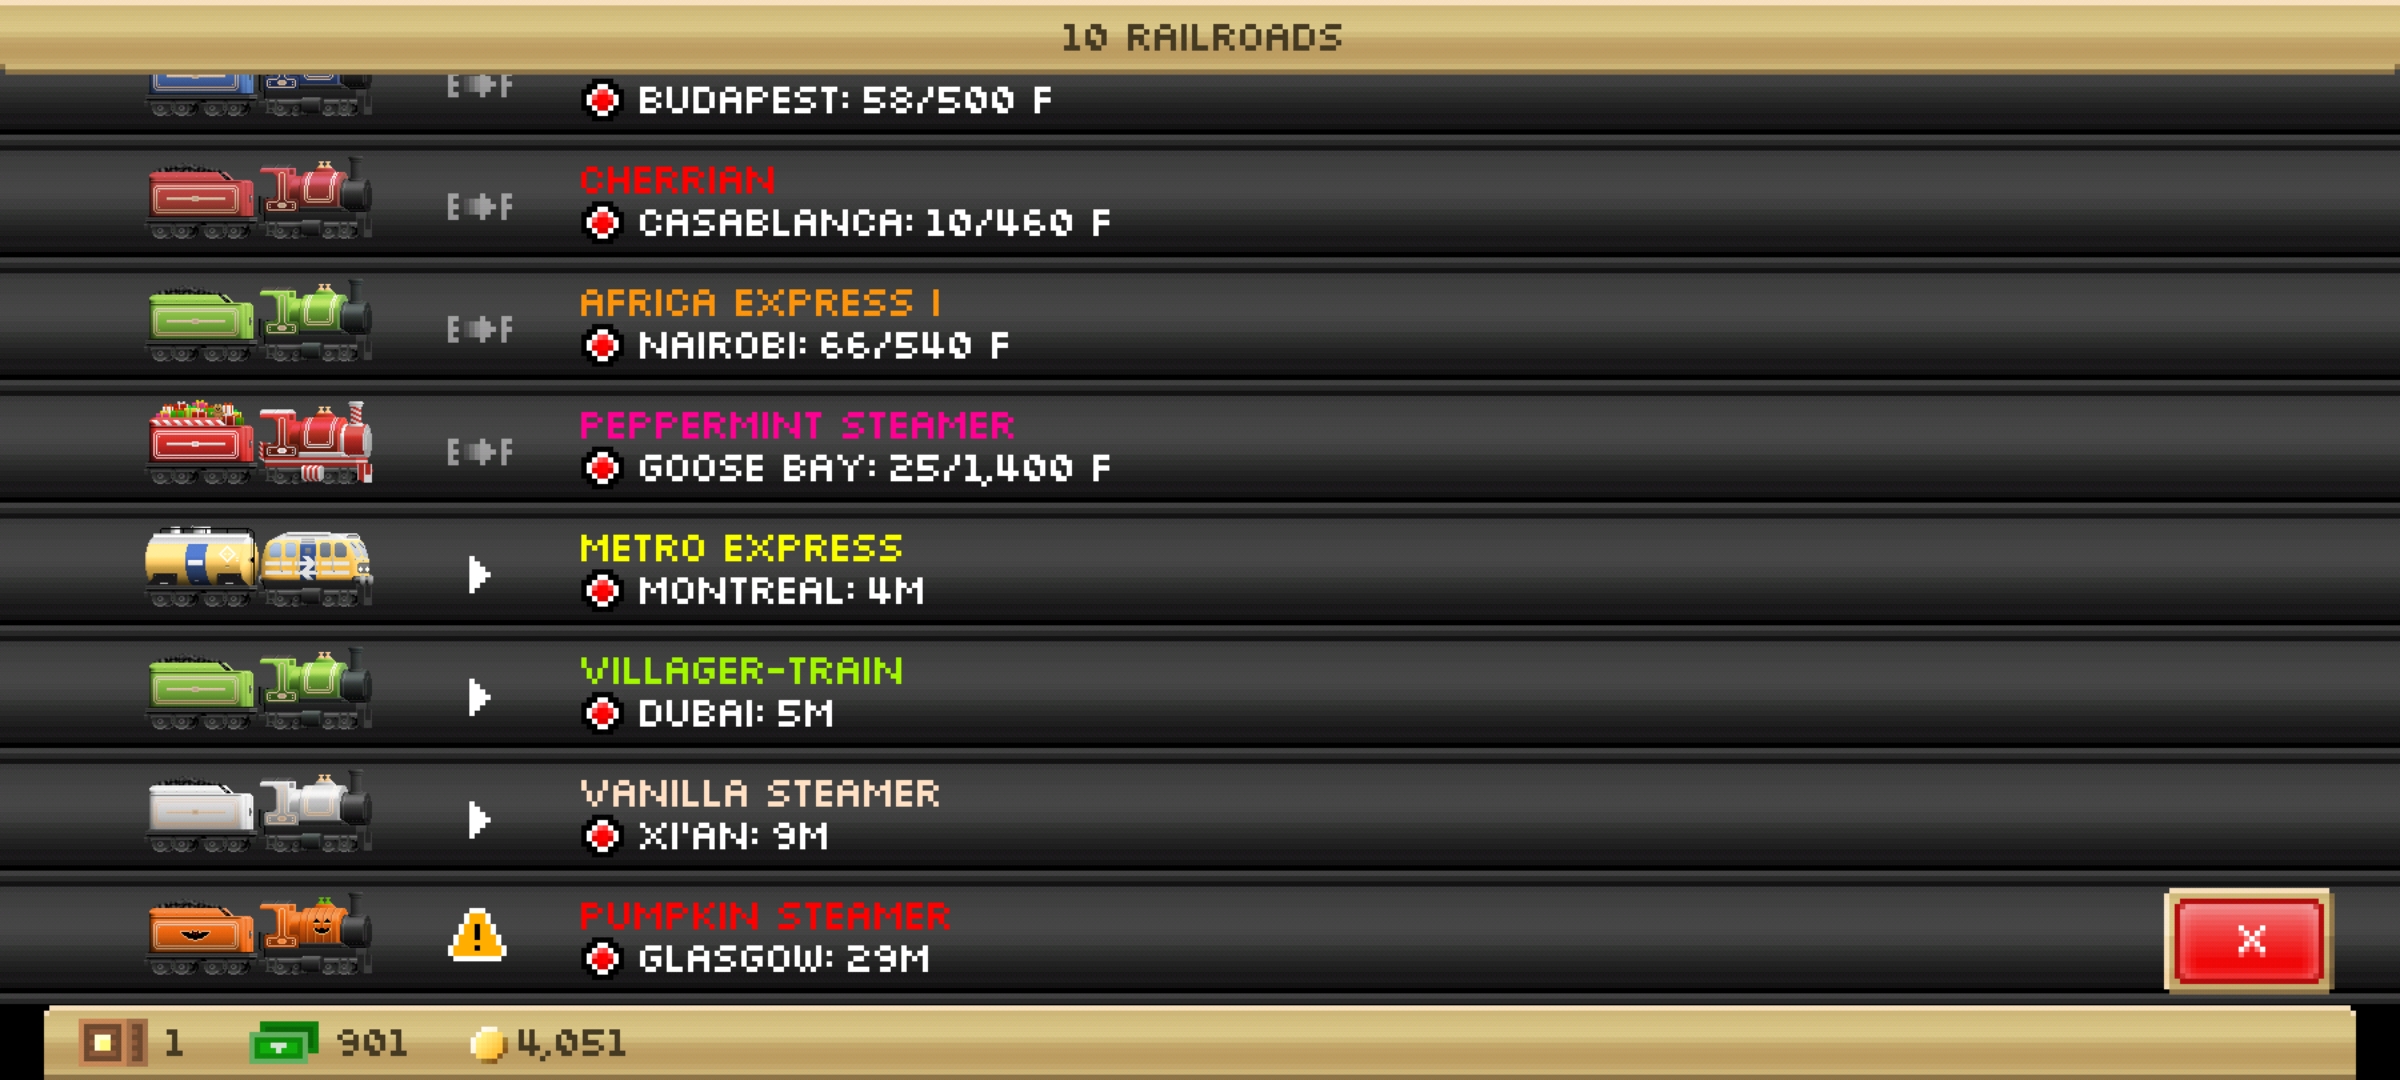 10 RAILROADS
E F
BUDAPEST: 58/500 F
CHERRIAN
E F
CASABLANCA: 10/460 F
AFRICA EXPRESS I
E F
NAIROBI: 66/540 F
PEPPERMINT STEAMER
E F
GOOSE BAY: 25/1,400 F
METRO EXPRESS
MONTREAL: 4M
VILLAGER-TRAIN
DUBAI: 5M
VANILLA STEAMER
XI'AN: 9M
PUMPKIN STEAMER
!
GLASGOW: 29M
X
1 901 4,051